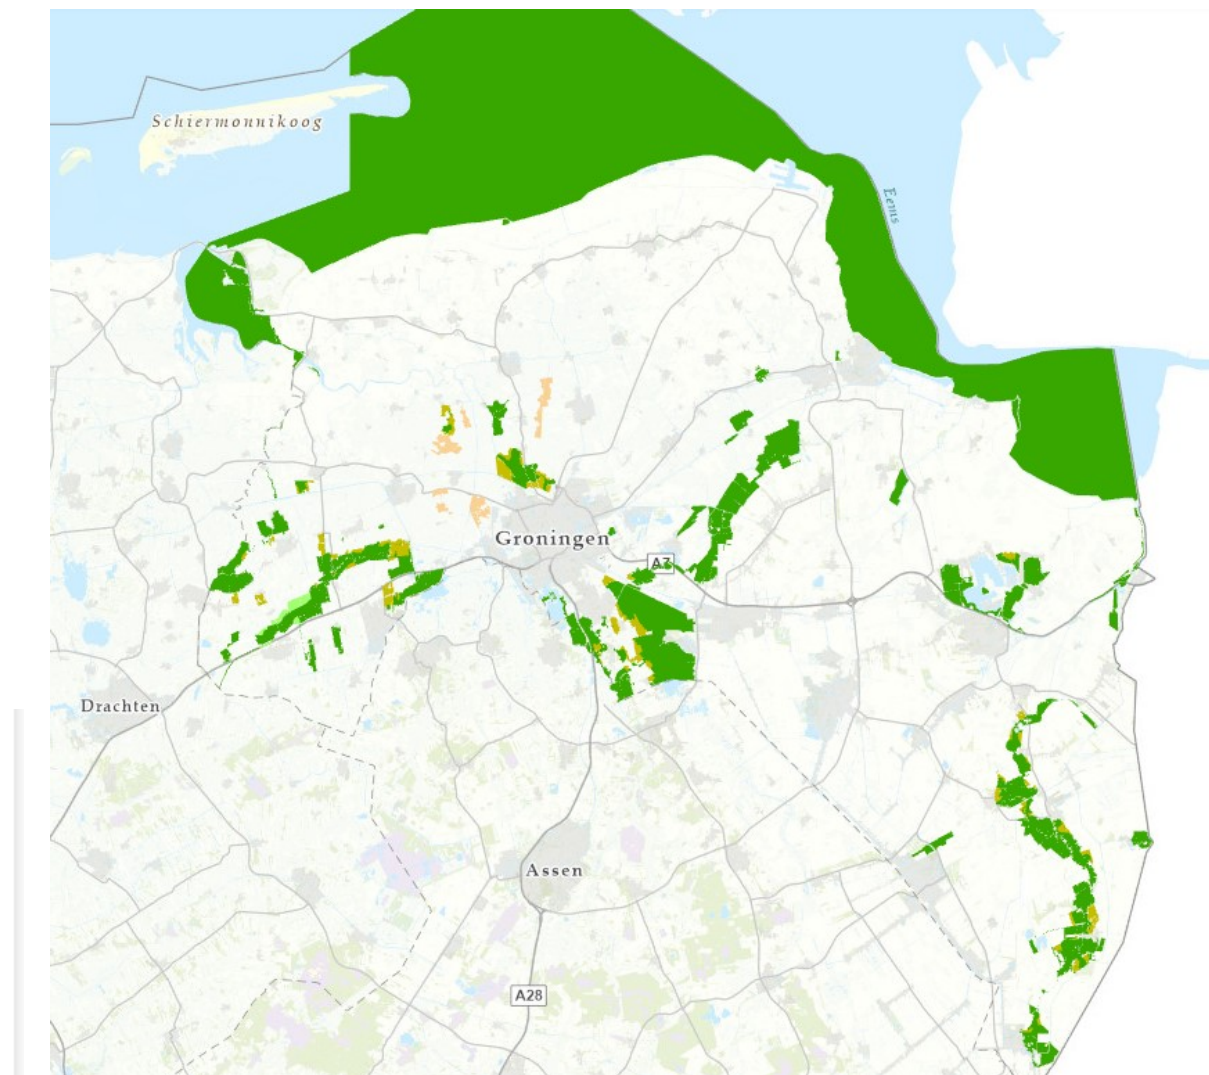 Schiermonnikoog
Eems
Groningen
A7
Drachten
Assen
A28